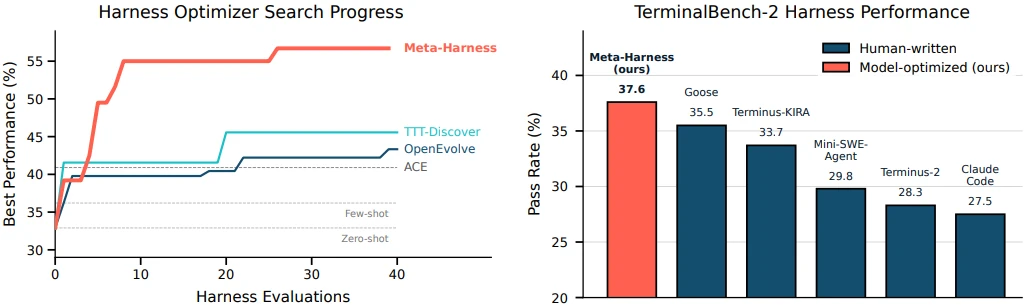 Harness Optimizer Search Progress
Best Performance (%)
55
50
45
40
35
30
0
10
20
30
40
Harness Evaluations
Meta-Harness
TTT-Discover
OpenEvolve
ACE
Few-shot
Zero-shot
TerminalBench-2 Harness Performance
Human-written
Model-optimized (ours)
Pass Rate (%)
40
35
30
25
20
Meta-Harness
(ours)
37.6
Goose
35.5
Terminus-KIRA
33.7
Mini-SWE-
Agent
29.8
Terminus-2
28.3
Claude
Code
27.5